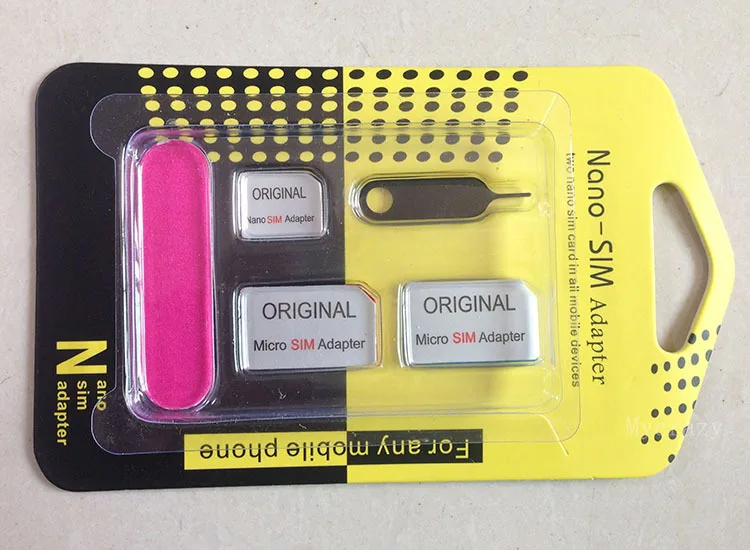 Nano-SIM Adapter
two nano sim card in all mobile devices
ORIGINAL
Nano SIM Adapter
ORIGINAL
Micro SIM Adapter
ORIGINAL
Micro SIM Adapter
Nano
sim
adapter
For any mobile phone